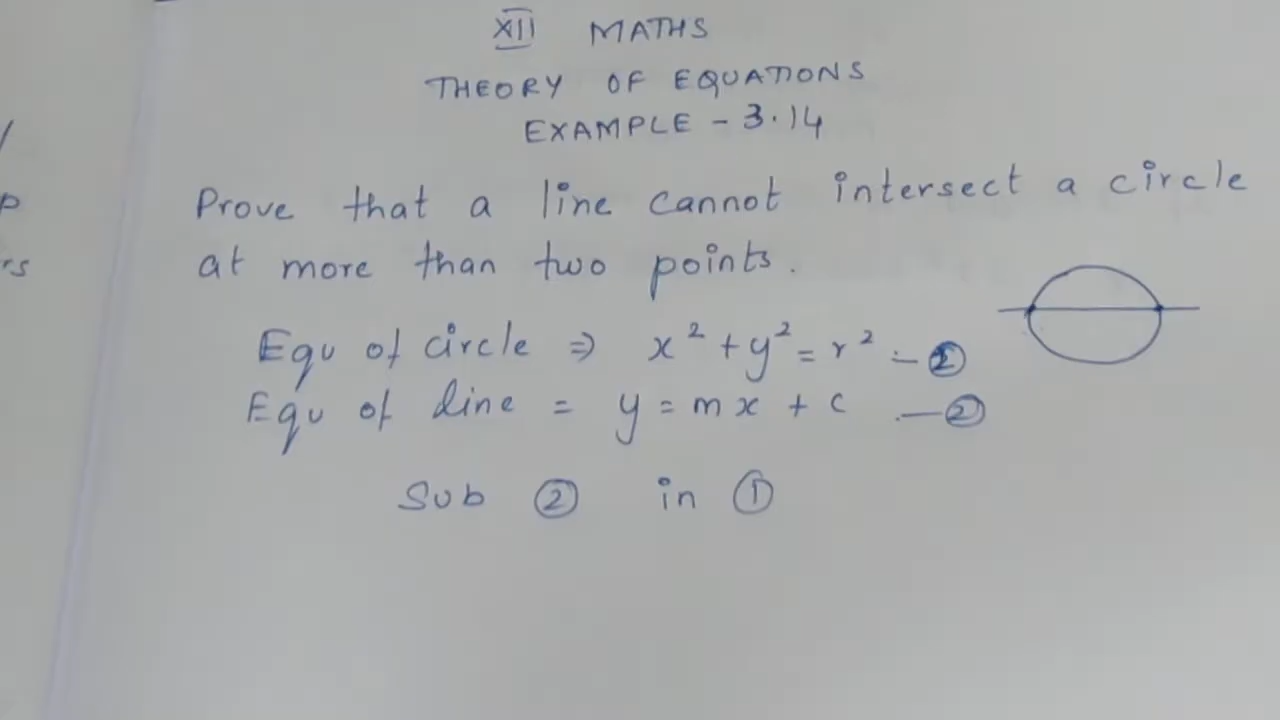 XII MATHS
THEORY OF EQUATIONS
EXAMPLE - 3.14
Prove that a line cannot intersect a circle
at more than two points.
Equ of circle ⇒ x² + y² = r² —
Equ of line = y = mx + c — ②
Sub ② in ①